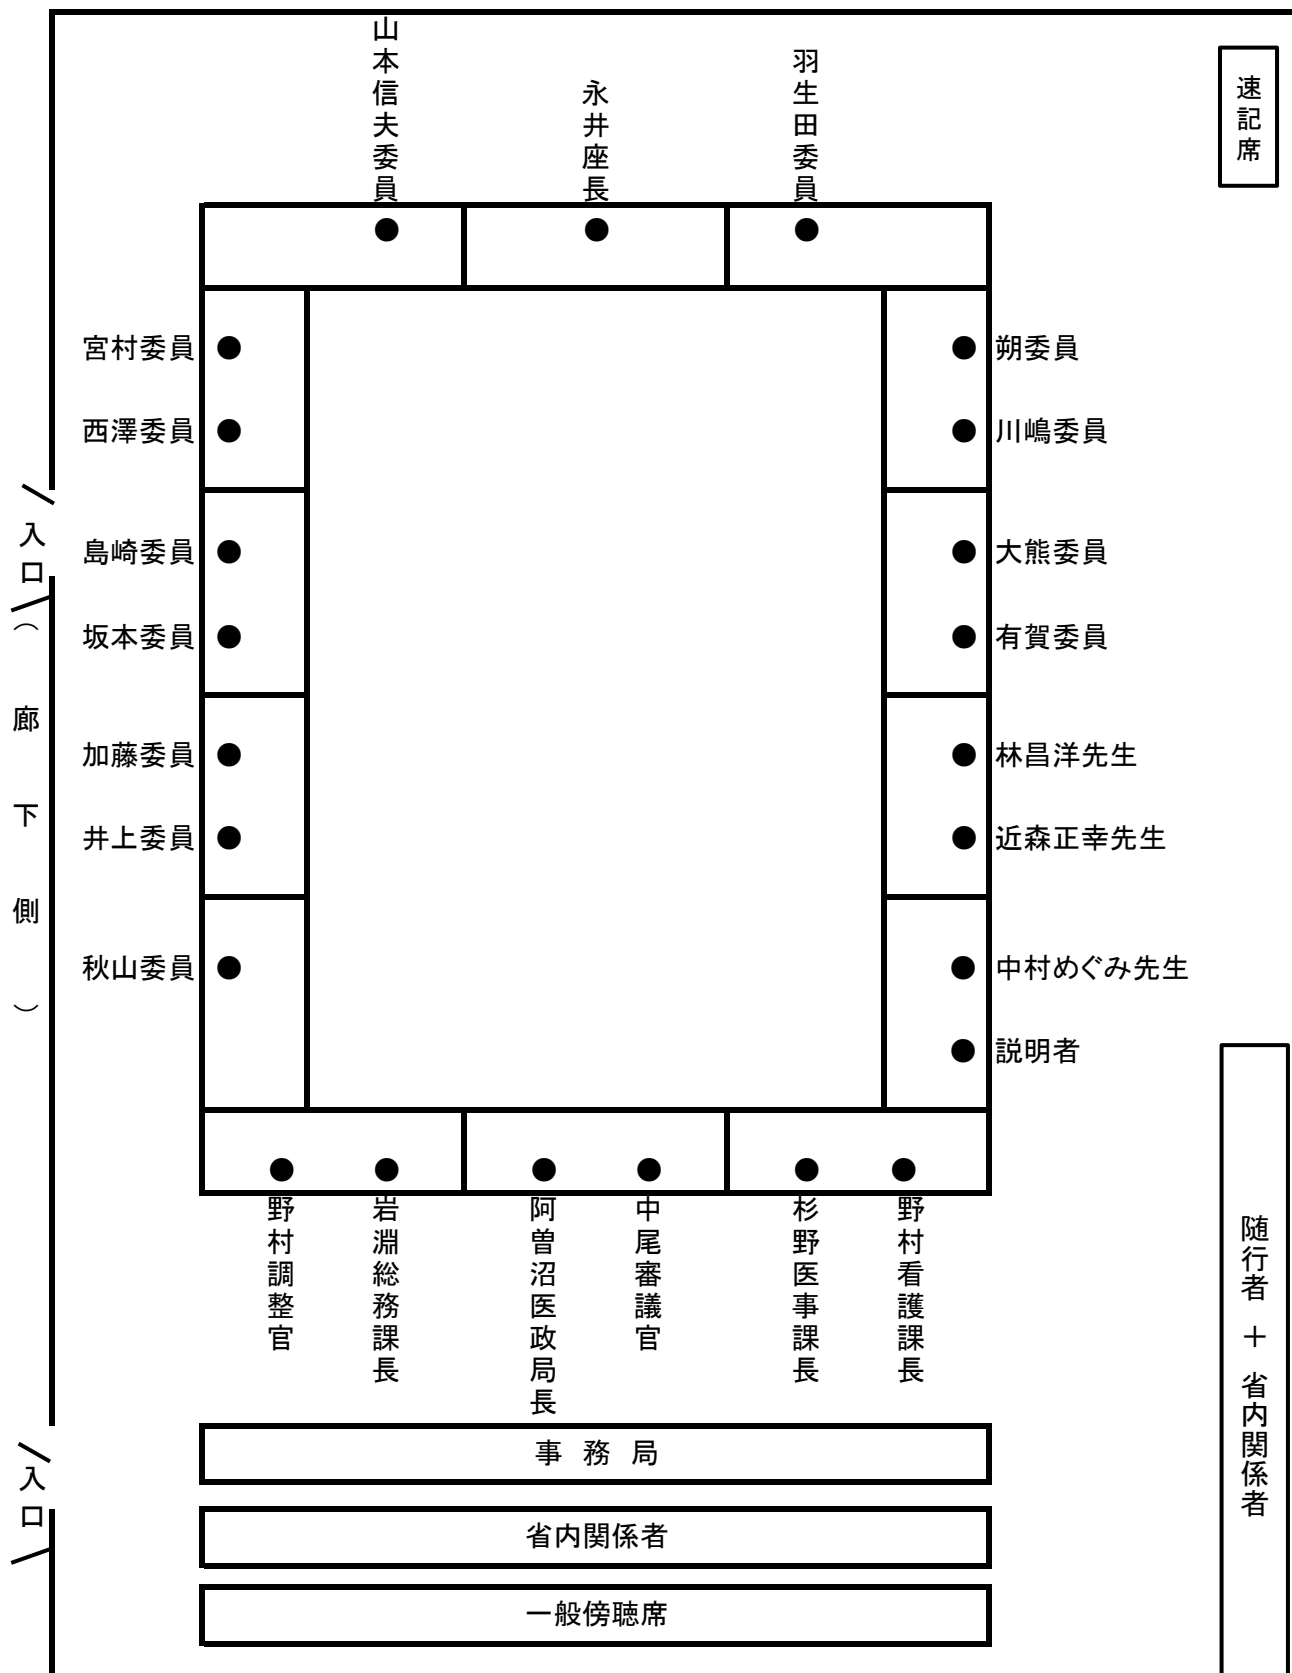 山本信夫委員
永井座長
羽生田委員
速記席
宮村委員
西澤委員
島崎委員
坂本委員
加藤委員
井上委員
秋山委員
朔委員
川嶋委員
大熊委員
有賀委員
林昌洋先生
近森正幸先生
中村めぐみ先生
説明者
入口
（廊下側）
入口
野村調整官
岩淵総務課長
阿曽沼医政局長
中尾審議官
杉野医事課長
野村看護課長
随行者 ＋ 省内関係者
事 務 局
省内関係者
一般傍聴席